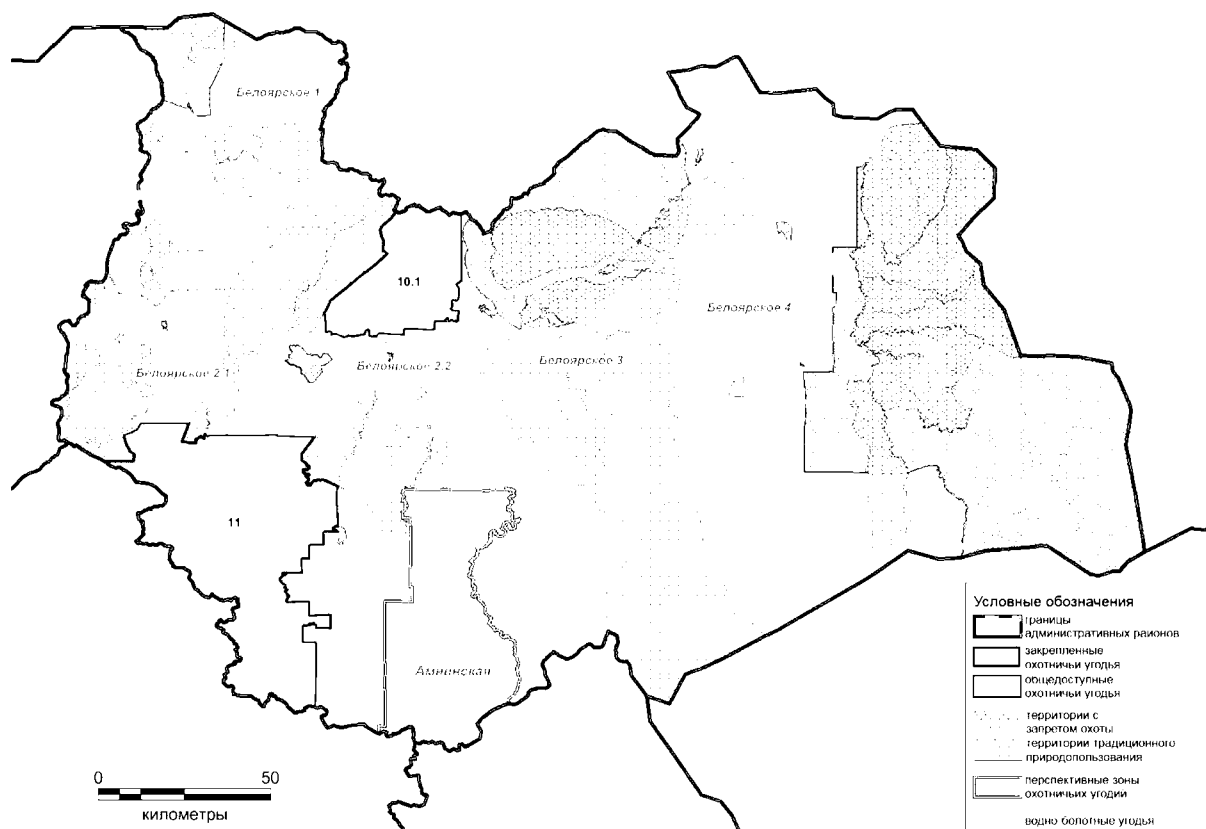 Белоярское 1
10.1
Белоярское 4
Белоярское 2.1
Белоярское 2.2
Белоярское 3
11
Амнинская
0 50
километры
Условные обозначения
границы
административных районов
закрепленные
охотничьи угодья
общедоступные
охотничьи угодья
территории с
запретом охоты
территории традиционного
природопользования
перспективные зоны
охотничьих угодий
водно болотные угодья